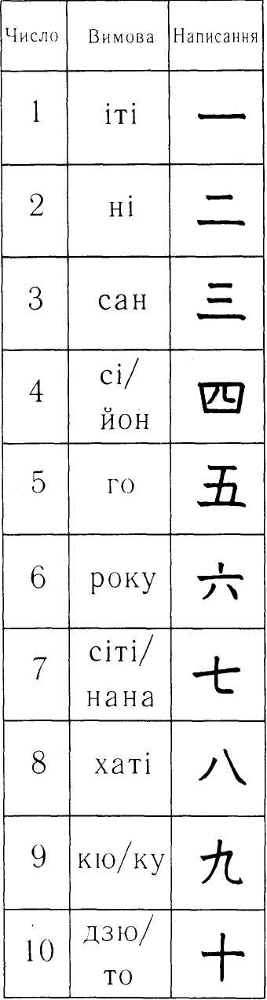 Число Вимова Написання
1 іті 一
2 ні 二
3 сан 三
4 сі/ 四
йон
5 го 五
6 року 六
7 сіті/ 七
нана
8 хаті 八
9 кю/ку 九
10 дзю/ 十
то